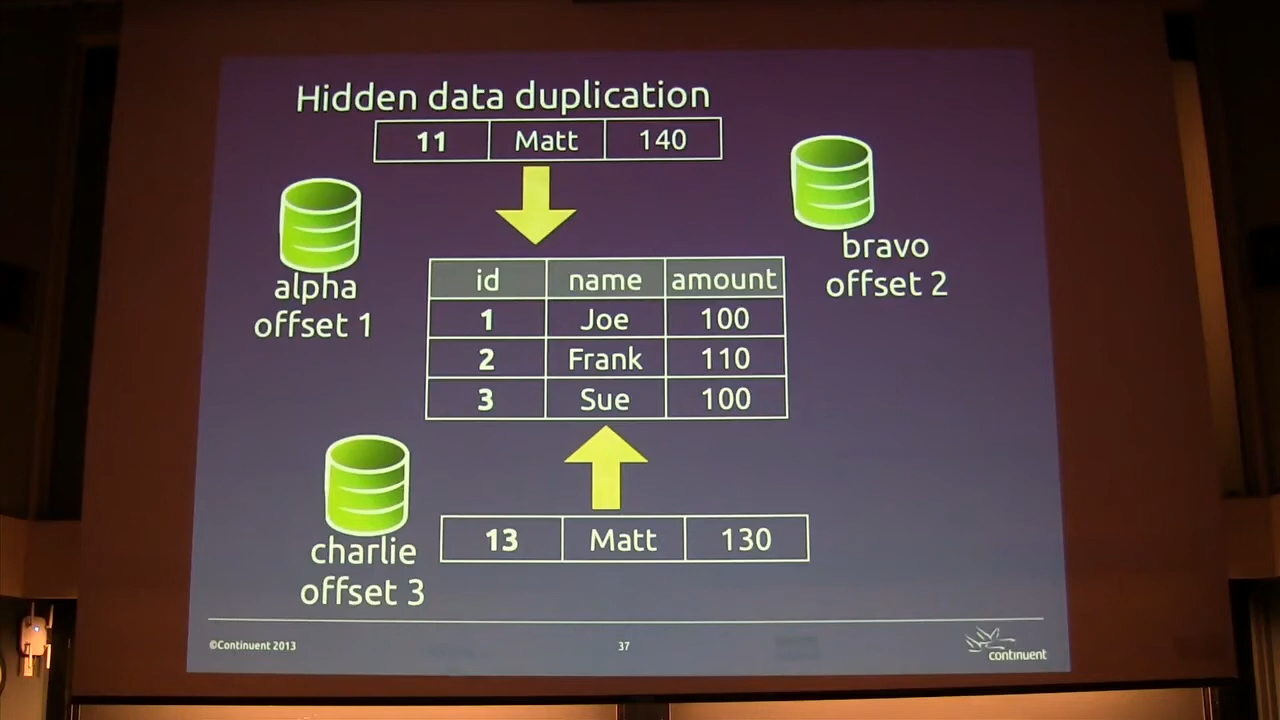 Hidden data duplication
11 Matt 140
alpha
offset 1
bravo
offset 2
id name amount
1 Joe 100
2 Frank 110
3 Sue 100
charlie
offset 3
13 Matt 130
©Continuent 2013
37
continuent